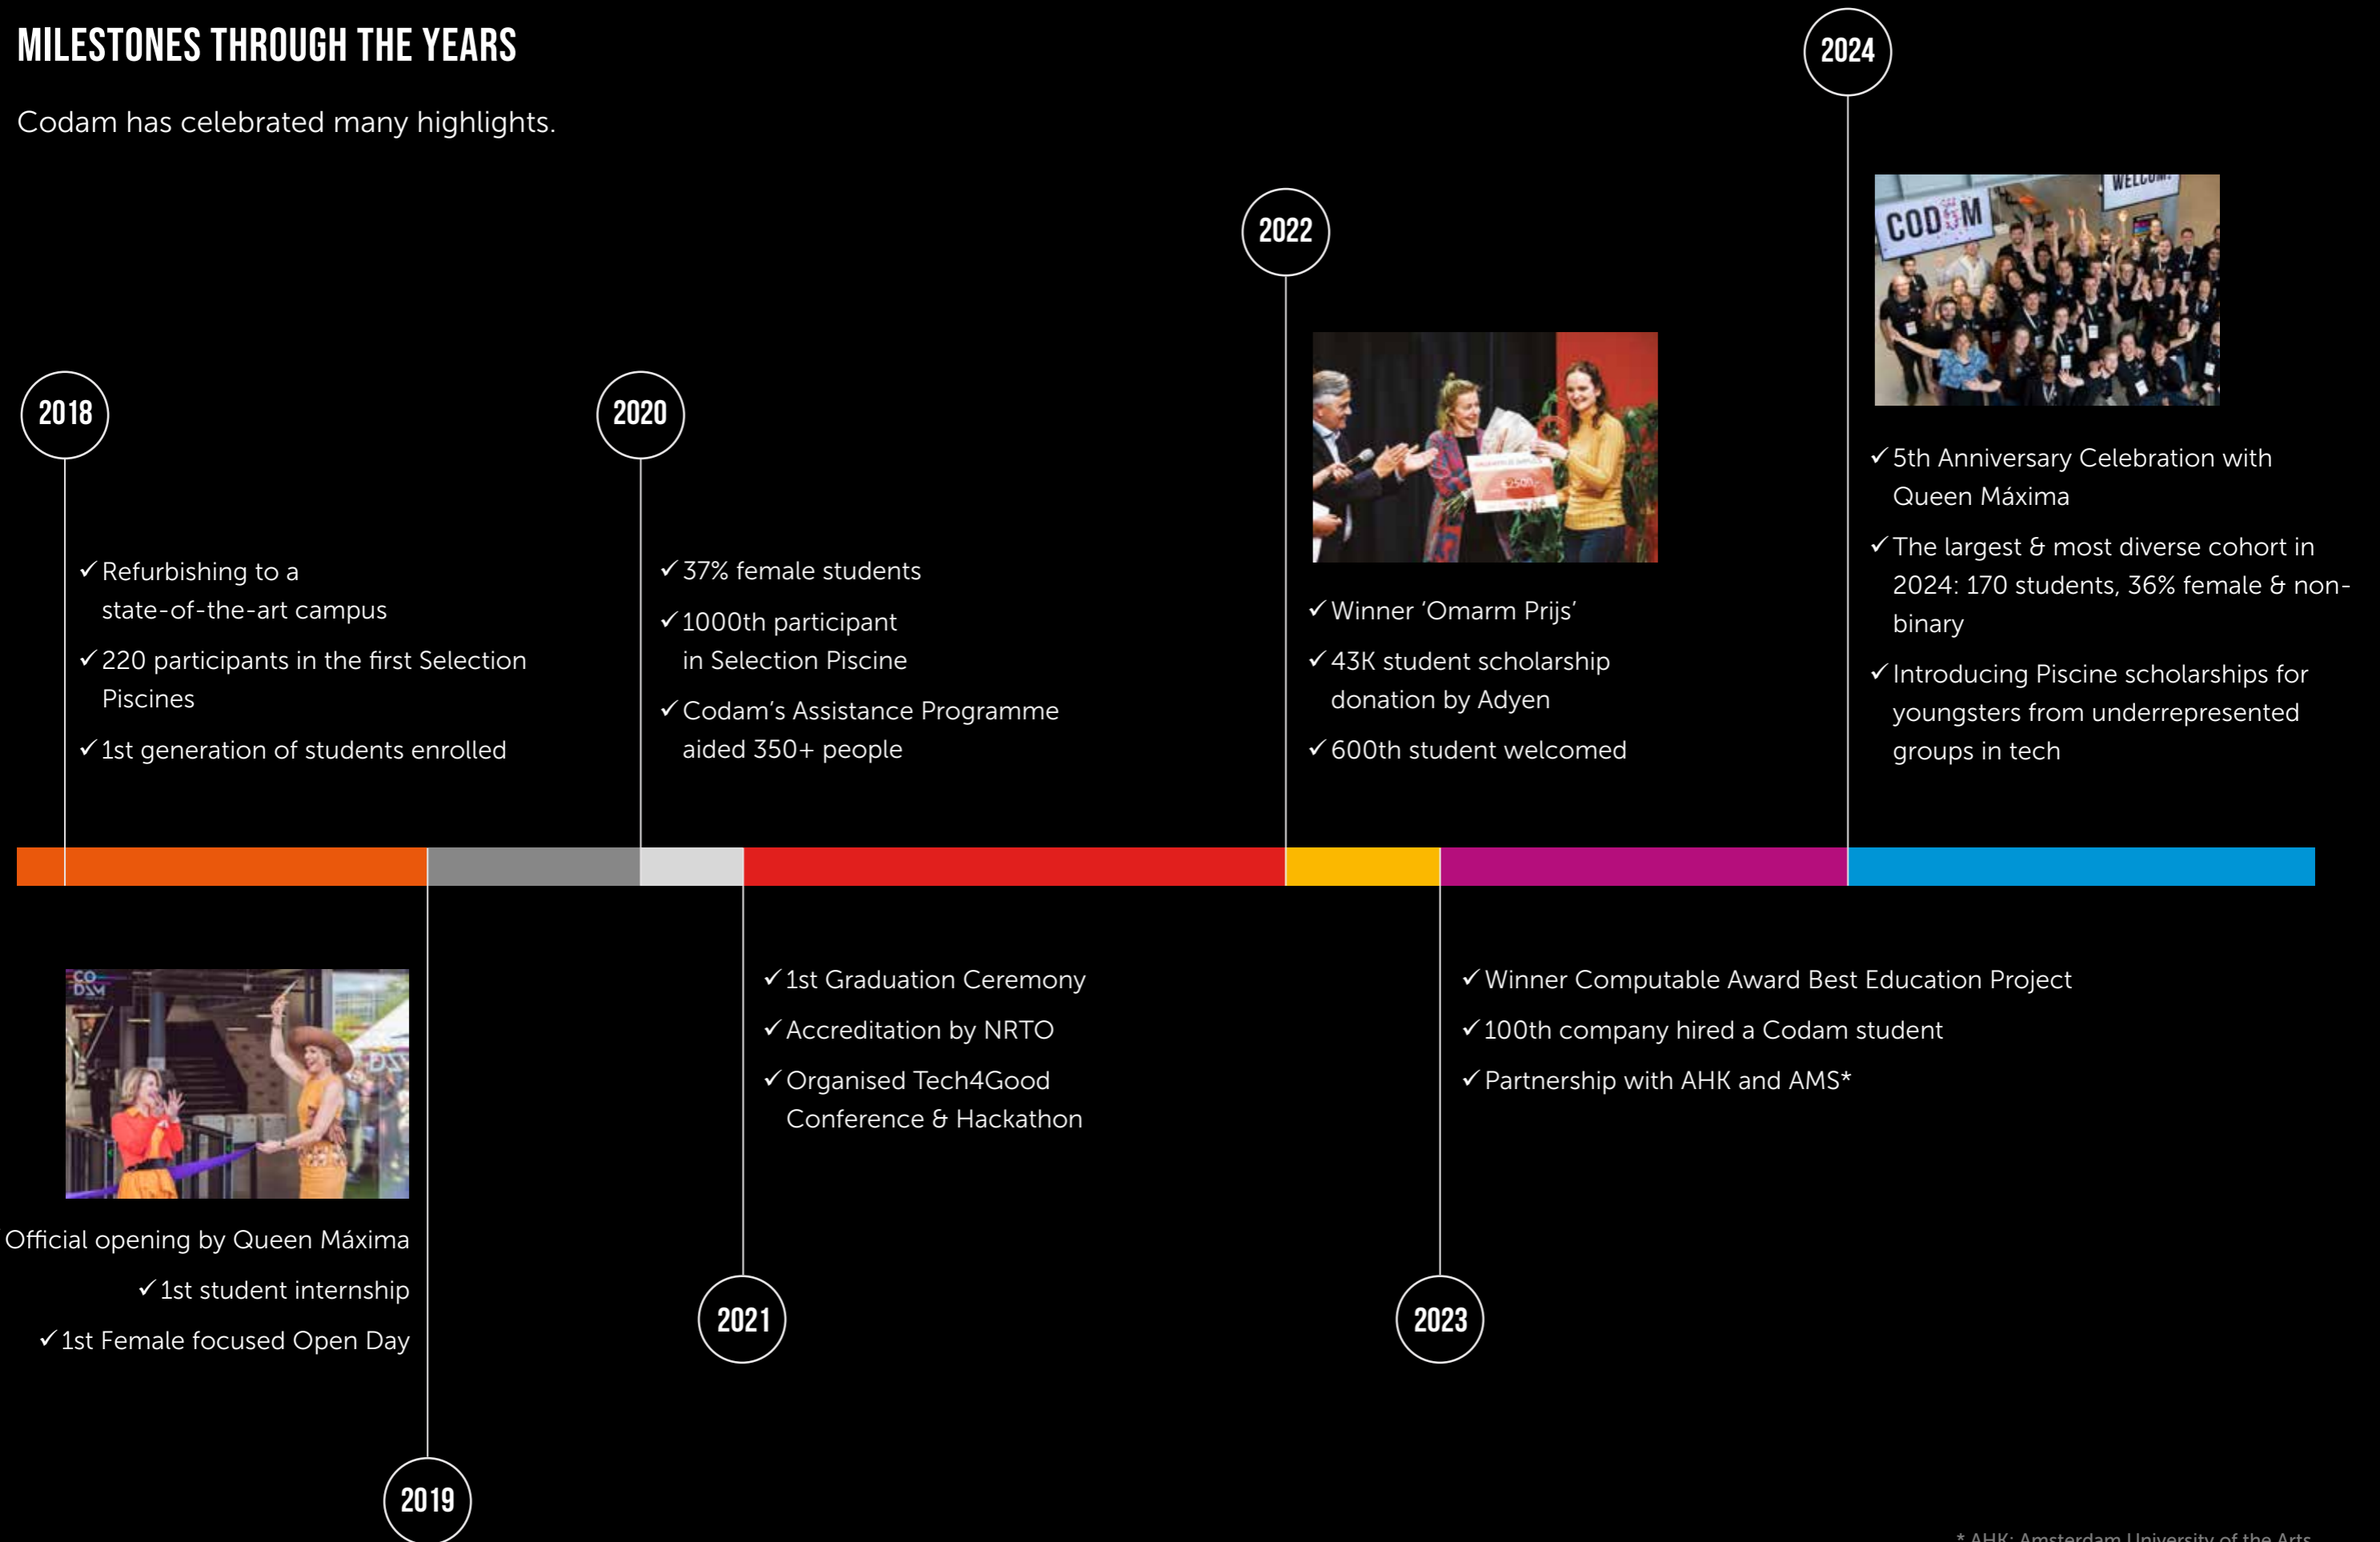 MILESTONES THROUGH THE YEARS
Codam has celebrated many highlights.
2018
✓ Refurbishing to a
state-of-the-art campus
✓ 220 participants in the first Selection
Piscines
✓ 1st generation of students enrolled
CO
D
M
Official opening by Queen Máxima
✓ 1st student internship
✓ 1st Female focused Open Day
2019
2020
✓ 37% female students
✓ 1000th participant
in Selection Piscine
✓ Codam's Assistance Programme
aided 350+ people
✓ 1st Graduation Ceremony
✓ Accreditation by NRTO
✓ Organised Tech4Good
Conference & Hackathon
2021
2022
✓ Winner ‘Omarm Prijs’
✓ 43K student scholarship
donation by Adyen
✓ 600th student welcomed
✓ Winner Computable Award Best Education Project
✓ 100th company hired a Codam student
✓ Partnership with AHK and AMS*
2023
2024
WELCOM
COD M
✓ 5th Anniversary Celebration with
Queen Máxima
✓ The largest & most diverse cohort in
2024: 170 students, 36% female & non-
binary
✓ Introducing Piscine scholarships for
youngsters from underrepresented
groups in tech
* AHK: Amsterdam University of the Arts